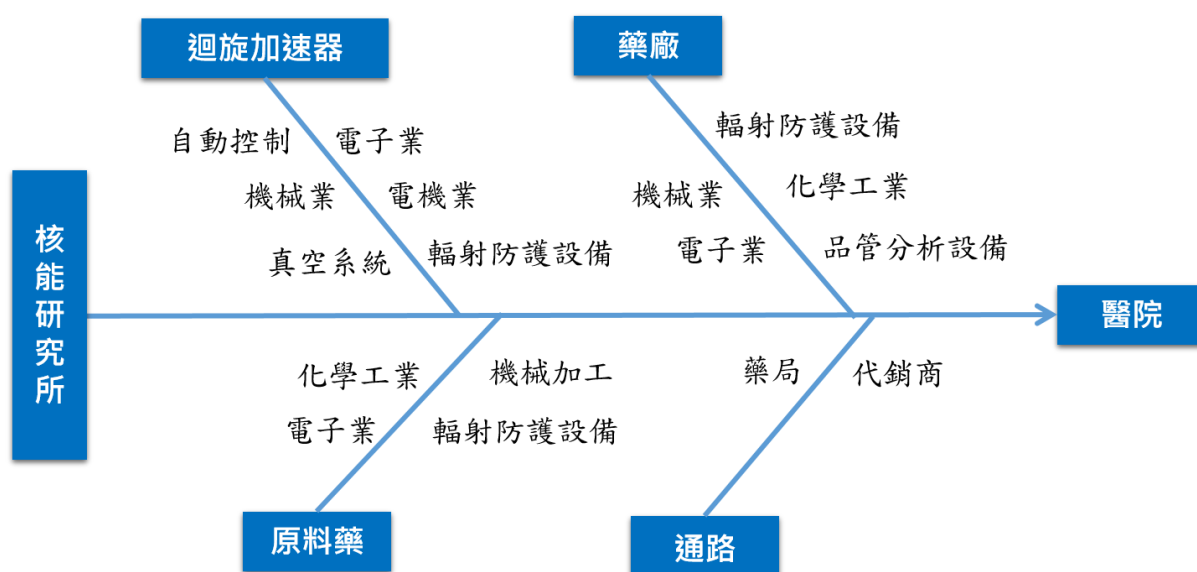 迴旋加速器
藥廠
自動控制
電子業
機械業
電機業
真空系統
輻射防護設備
輻射防護設備
機械業
化學工業
電子業
品管分析設備
核能研究所
醫院
化學工業
機械加工
電子業
輻射防護設備
藥局
代銷商
原料藥
通路